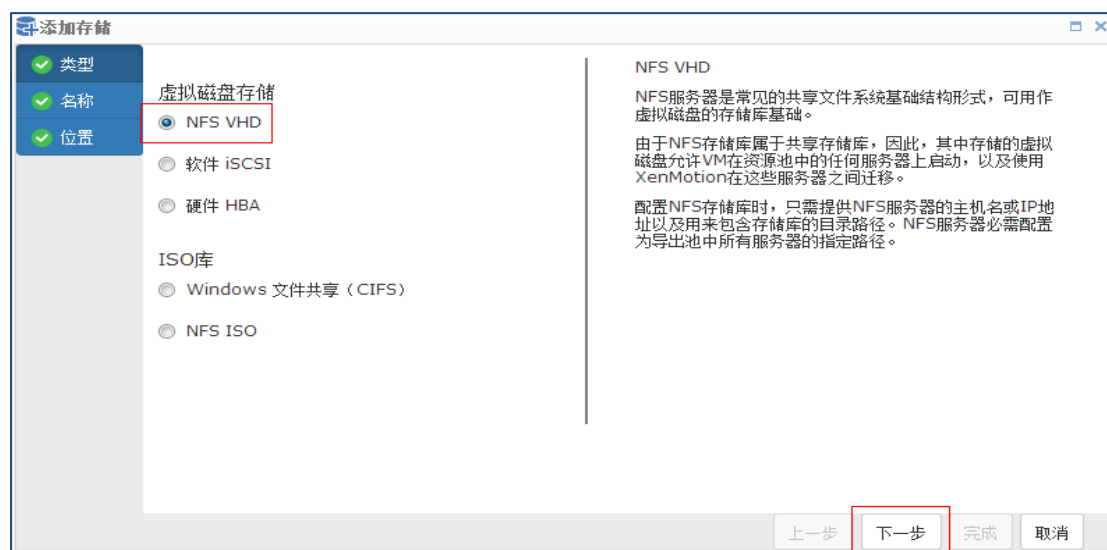 添加存储
类型
名称
位置
虚拟磁盘存储
NFS VHD
软件 iSCSI
硬件 HBA
ISO库
Windows 文件共享（CIFS）
NFS ISO
NFS VHD
NFS服务器是常见的共享文件系统基础结构形式，可用作
虚拟磁盘的存储库基础。
由于NFS存储库属于共享存储库，因此，其中存储的虚拟
磁盘允许VM在资源池中的任何服务器上启动，以及使用
XenMotion在这些服务器之间迁移。
配置NFS存储库时，只需提供NFS服务器的主机名或IP地
址以及用来包含存储库的目录路径。NFS服务器必需配置
为导出池中所有服务器的指定路径。
上一步
下一步
完成
取消